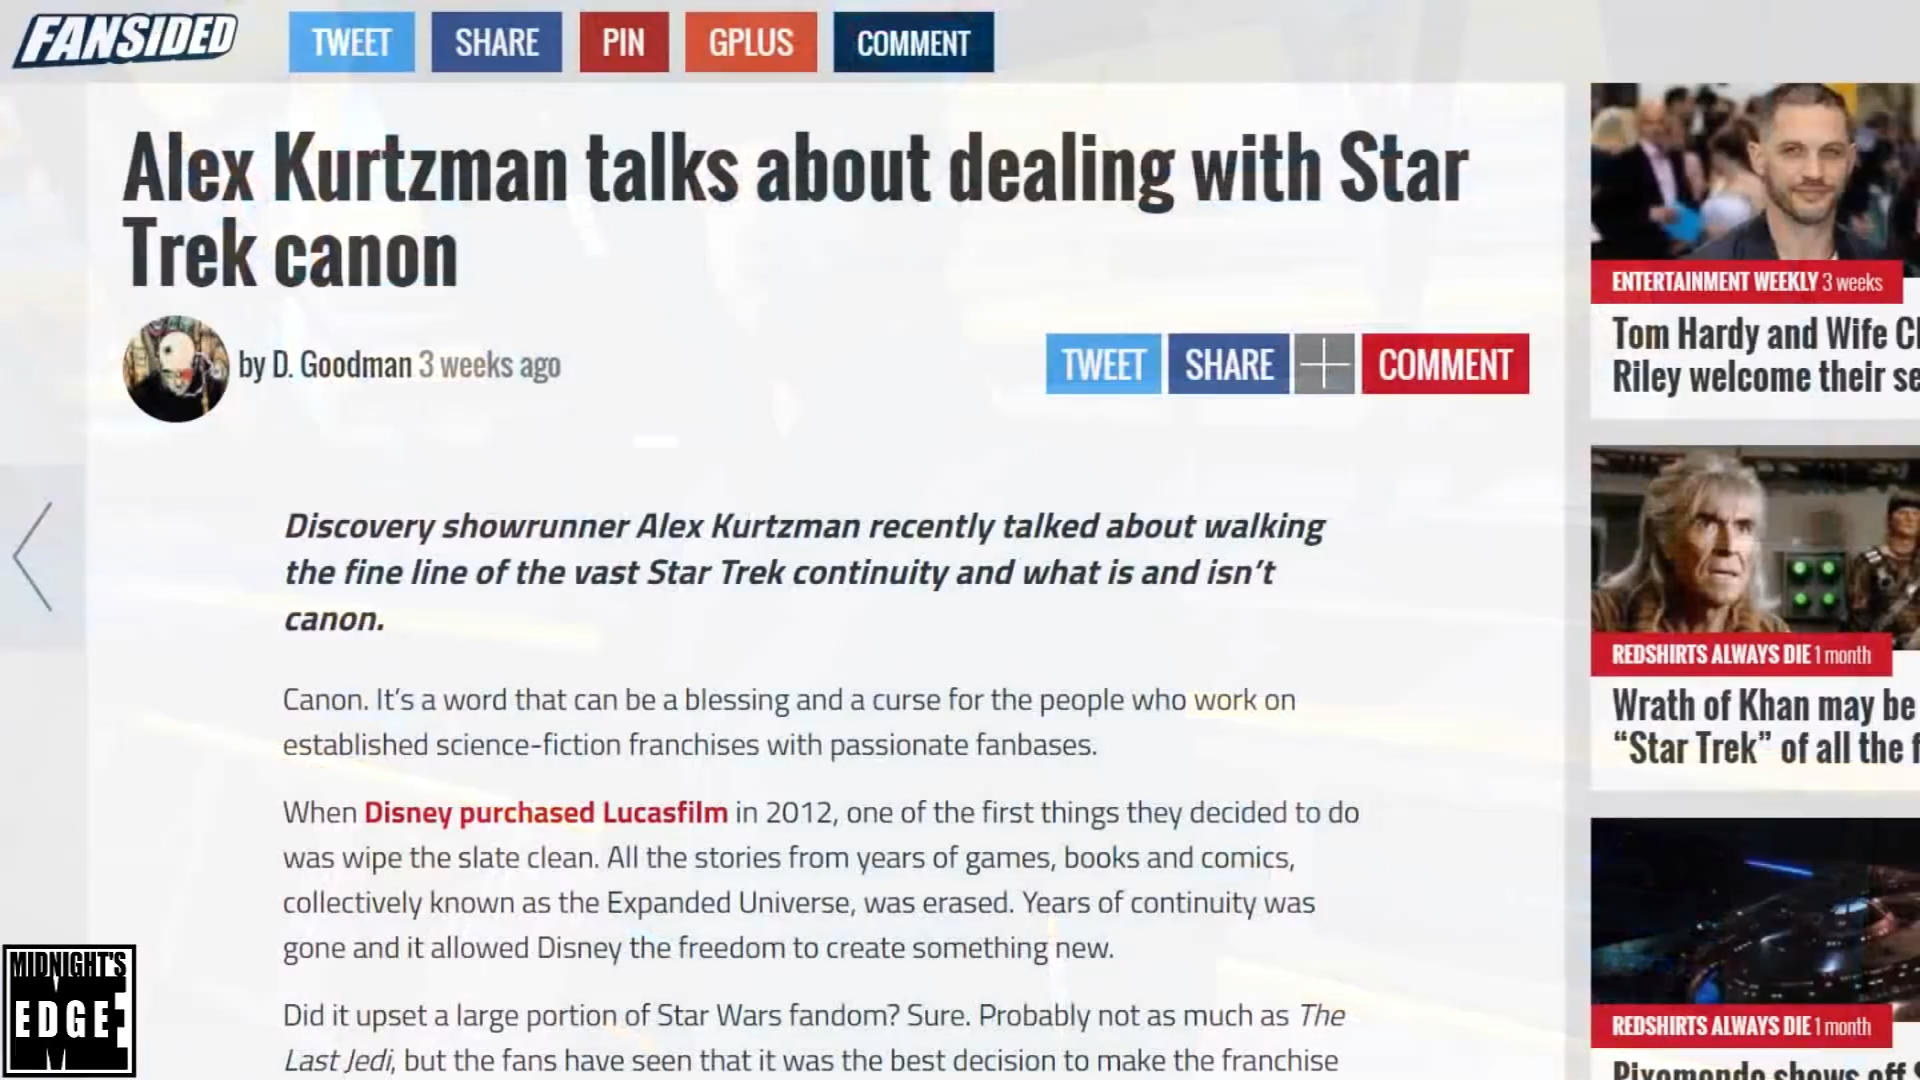 FANSIDED
TWEET
SHARE
PIN
GPLUS
COMMENT
Alex Kurtzman talks about dealing with Star
Trek canon
by D. Goodman 3 weeks ago
TWEET
SHARE
COMMENT
Discovery showrunner Alex Kurtzman recently talked about walking
the fine line of the vast Star Trek continuity and what is and isn't
canon.
Canon. It's a word that can be a blessing and a curse for the people who work on
established science-fiction franchises with passionate fanbases.
When Disney purchased Lucasfilm in 2012, one of the first things they decided to do
was wipe the slate clean. All the stories from years of games, books and comics,
collectively known as the Expanded Universe, was erased. Years of continuity was
gone and it allowed Disney the freedom to create something new.
Did it upset a large portion of Star Wars fandom? Sure. Probably not as much as The
Last Jedi, but the fans have seen that it was the best decision to make the franchise
ENTERTAINMENT WEEKLY 3 weeks
Tom Hardy and Wife
Riley welcome their
REDSHIRTS ALWAYS DIE 1 month
Wrath of Khan may be
“Star Trek” of all the
REDSHIRTS ALWAYS DIE 1 month
Pixomondo shows off
MIDNIGHT'S
EDGE